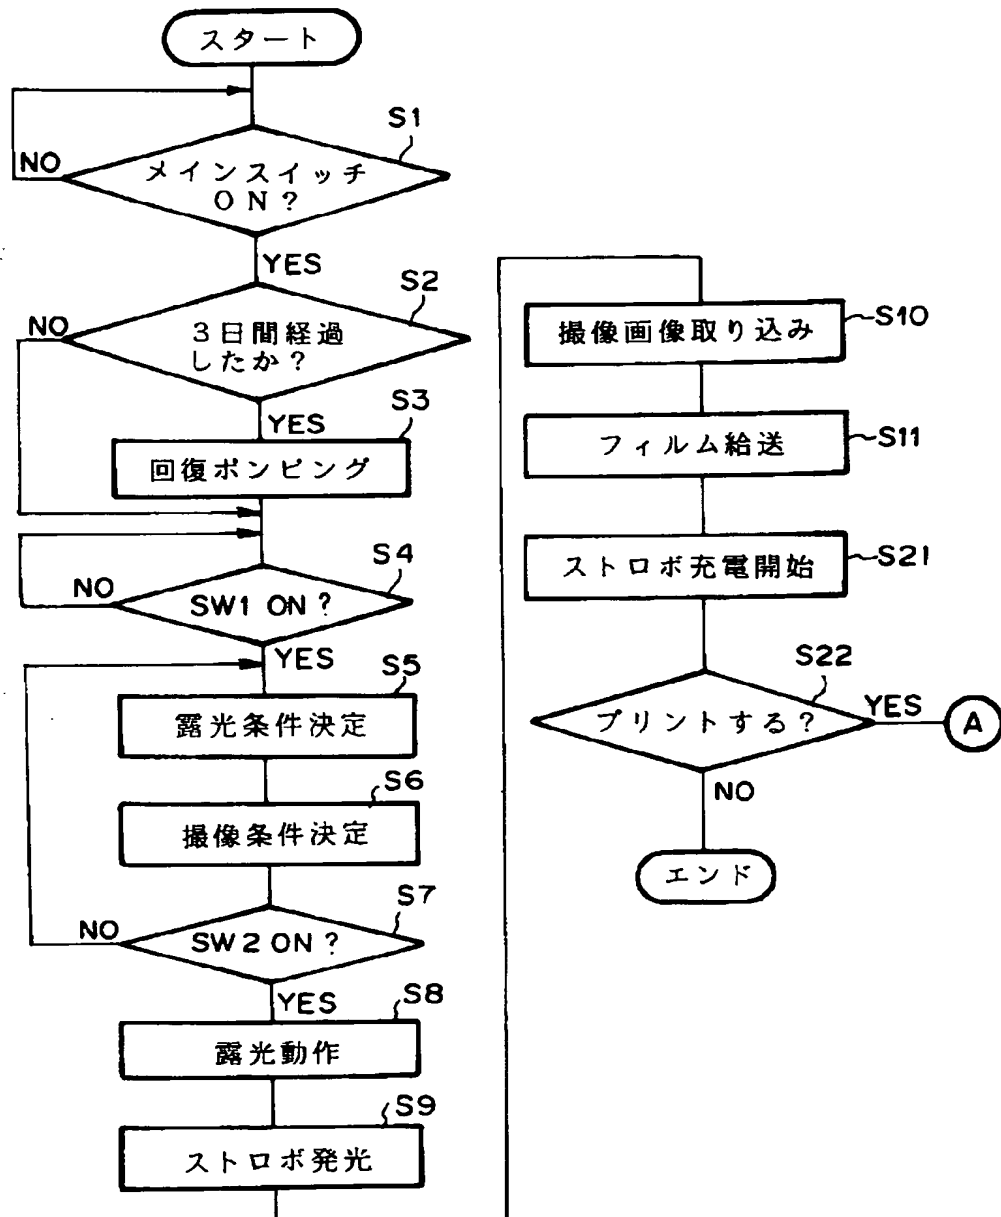 スタート
S1
NO
メインスイッチ
ON?
YES
S2
NO
3日間経過
したか?
YES
S3
回復ポンピング
S4
NO
SW1 ON?
YES
S5
露光条件決定
S6
撮像条件決定
S7
NO
SW2 ON?
YES
S8
露光動作
S9
ストロボ発光
撮像画像取り込み
S10
フィルム給送
S11
ストロボ充電開始
S21
S22
プリントする?
YES
A
NO
エンド